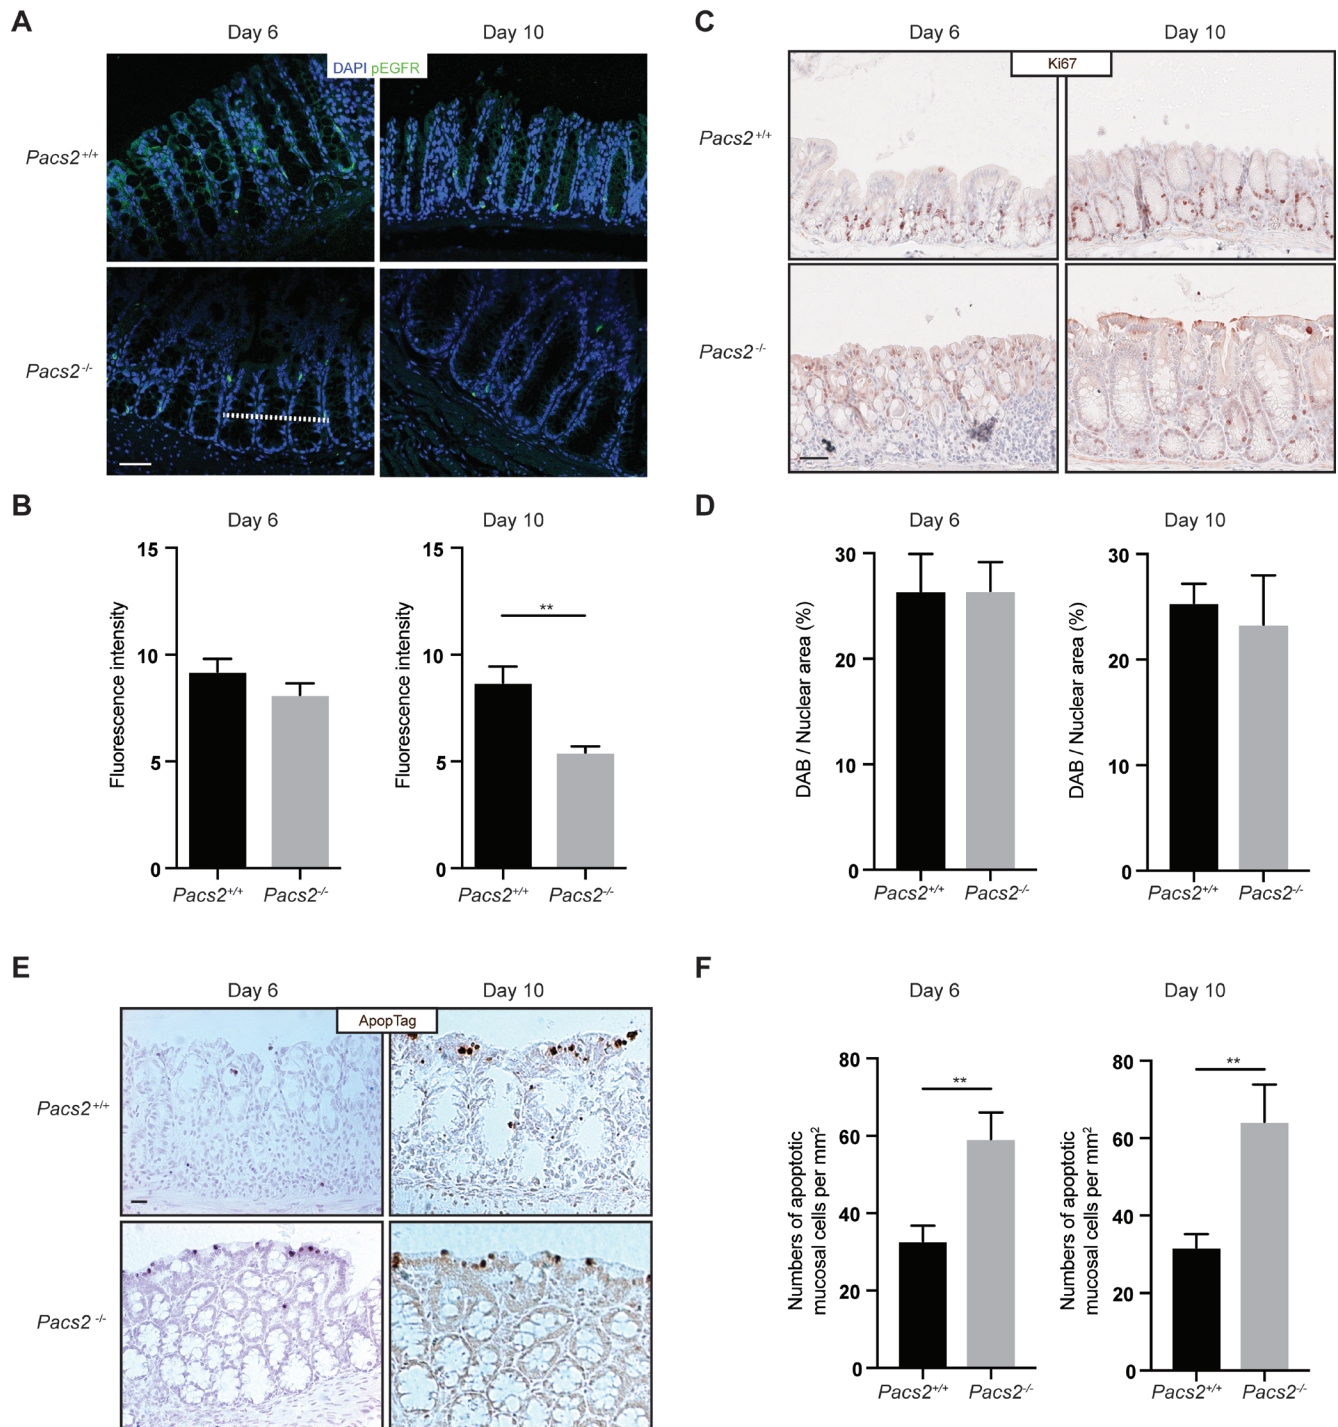 A
Day 6
Day 10
DAPI pEGFR
Pacs2+/+
Pacs2-/-
C
Day 6
Day 10
Ki67
Pacs2+/+
Pacs2-/-
B
Day 6
Day 10
15
10
5
0
Fluorescence intensity
Pacs2+/+
Pacs2-/-
**
15
10
5
0
Fluorescence intensity
Pacs2+/+
Pacs2-/-
D
Day 6
Day 10
30
20
10
0
DAB / Nuclear area (%)
Pacs2+/+
Pacs2-/-
30
20
10
0
DAB / Nuclear area (%)
Pacs2+/+
Pacs2-/-
E
Day 6
Day 10
ApopTag
Pacs2+/+
Pacs2-/-
F
Day 6
Day 10
**
80
60
40
20
0
Numbers of apoptotic
mucosal cells per mm²
Pacs2+/+
Pacs2-/-
**
80
60
40
20
0
Numbers of apoptotic
mucosal cells per mm²
Pacs2+/+
Pacs2-/-